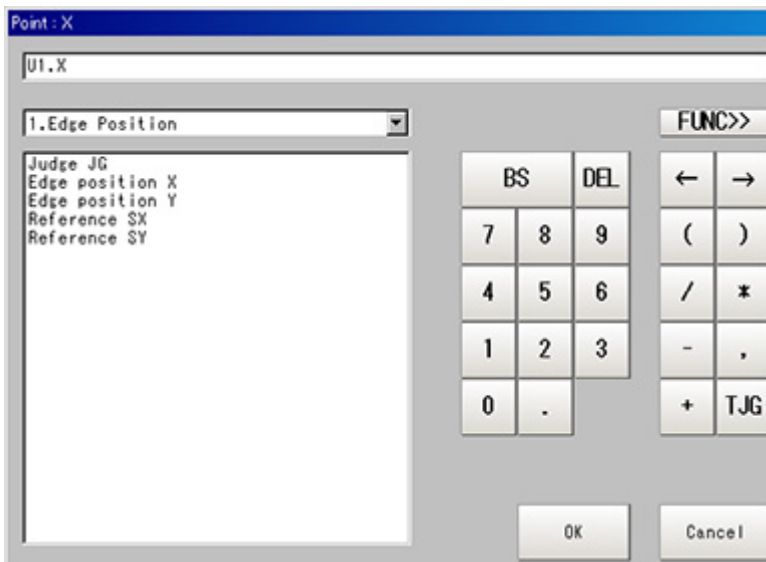 Point : X
U1.X
1.Edge Position
FUNC>>
Judge JG
Edge position X
Edge position Y
Reference SX
Reference SY
BS DEL ← →
7 8 9 ( )
4 5 6 / *
1 2 3 - ,
0 . + TJG
OK Cancel